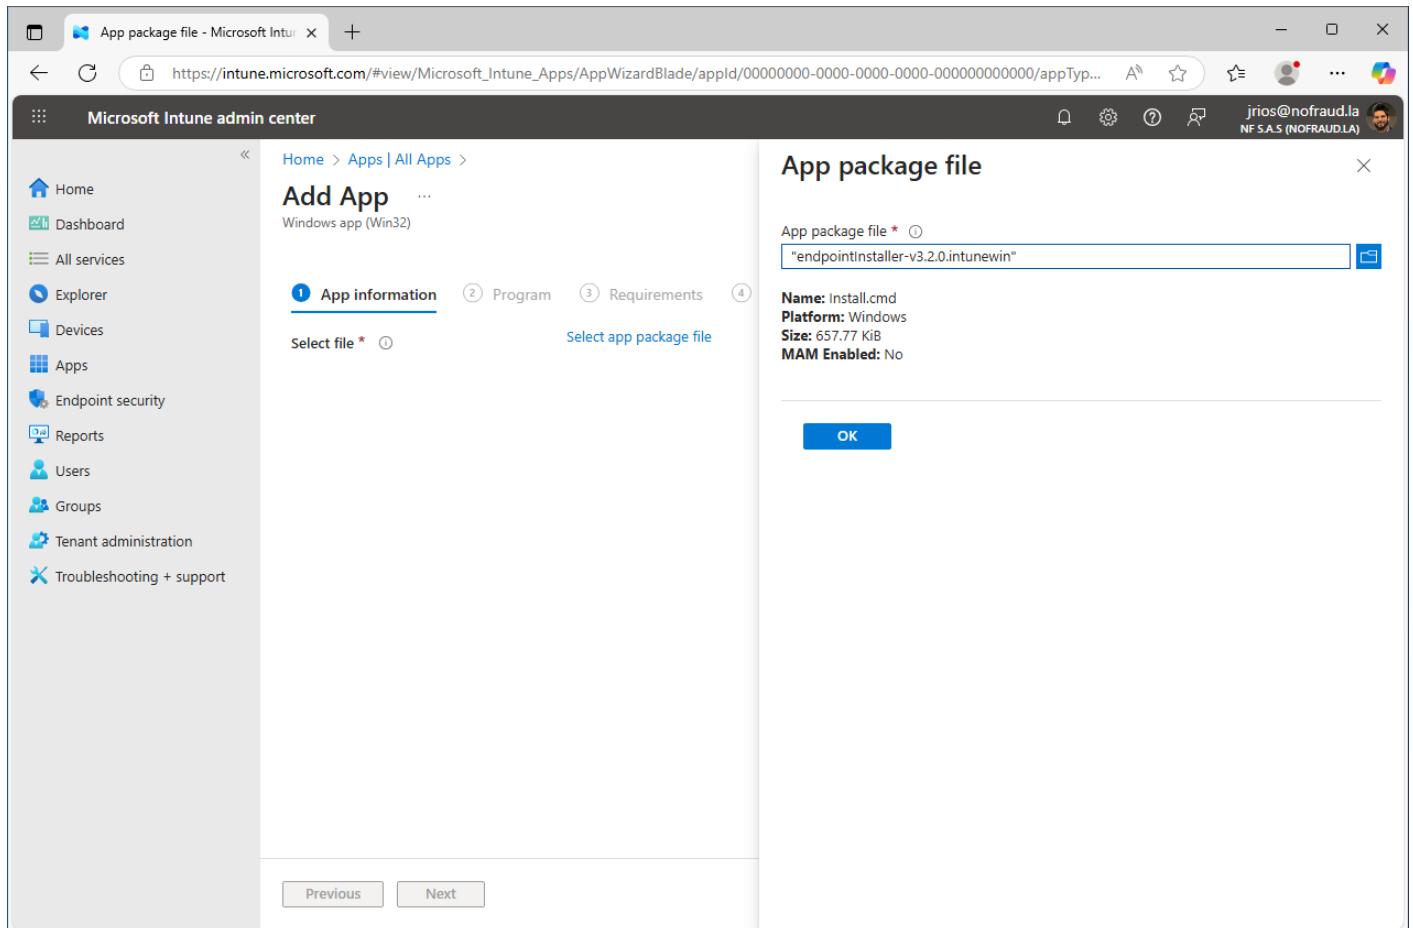 App package file - Microsoft Intur
https://intune.microsoft.com/#view/Microsoft_Intune_Apps/AppWizardBlade/appId/00000000-0000-0000-0000-000000000000/appTyp...
Microsoft Intune admin center
jrios@nofraud.la
NF S.A.S (NOFRAUD.LA)
Home
Dashboard
All services
Explorer
Devices
Apps
Endpoint security
Reports
Users
Groups
Tenant administration
Troubleshooting + support
Home > Apps | All Apps >
Add App ...
Windows app (Win32)
1 App information 2 Program 3 Requirements 4
Select file *
Select app package file
Previous Next
App package file
App package file *
"endpointInstaller-v3.2.0.intunewin"
Name: Install.cmd
Platform: Windows
Size: 657.77 KiB
MAM Enabled: No
OK